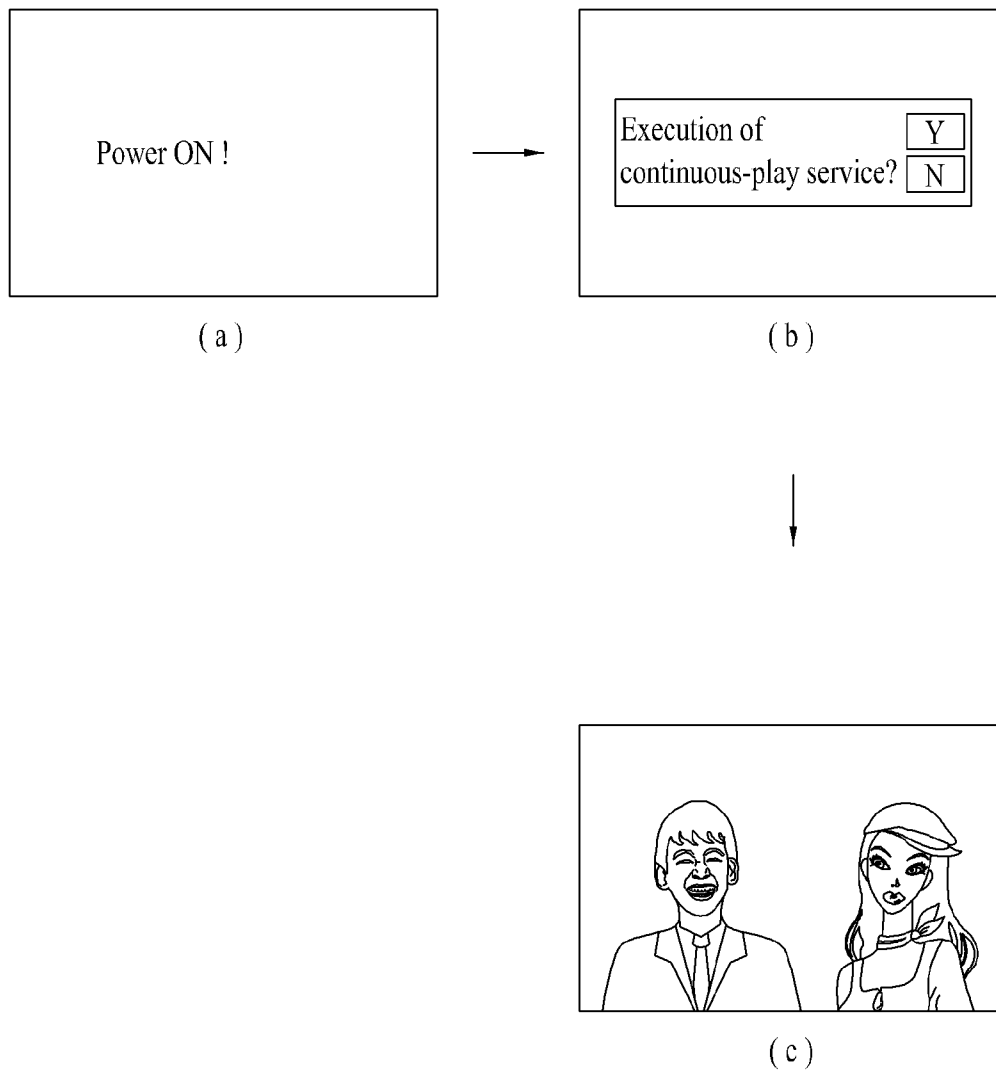 Power ON !
( a )
Execution of
continuous-play service?
Y
N
( b )
( c )